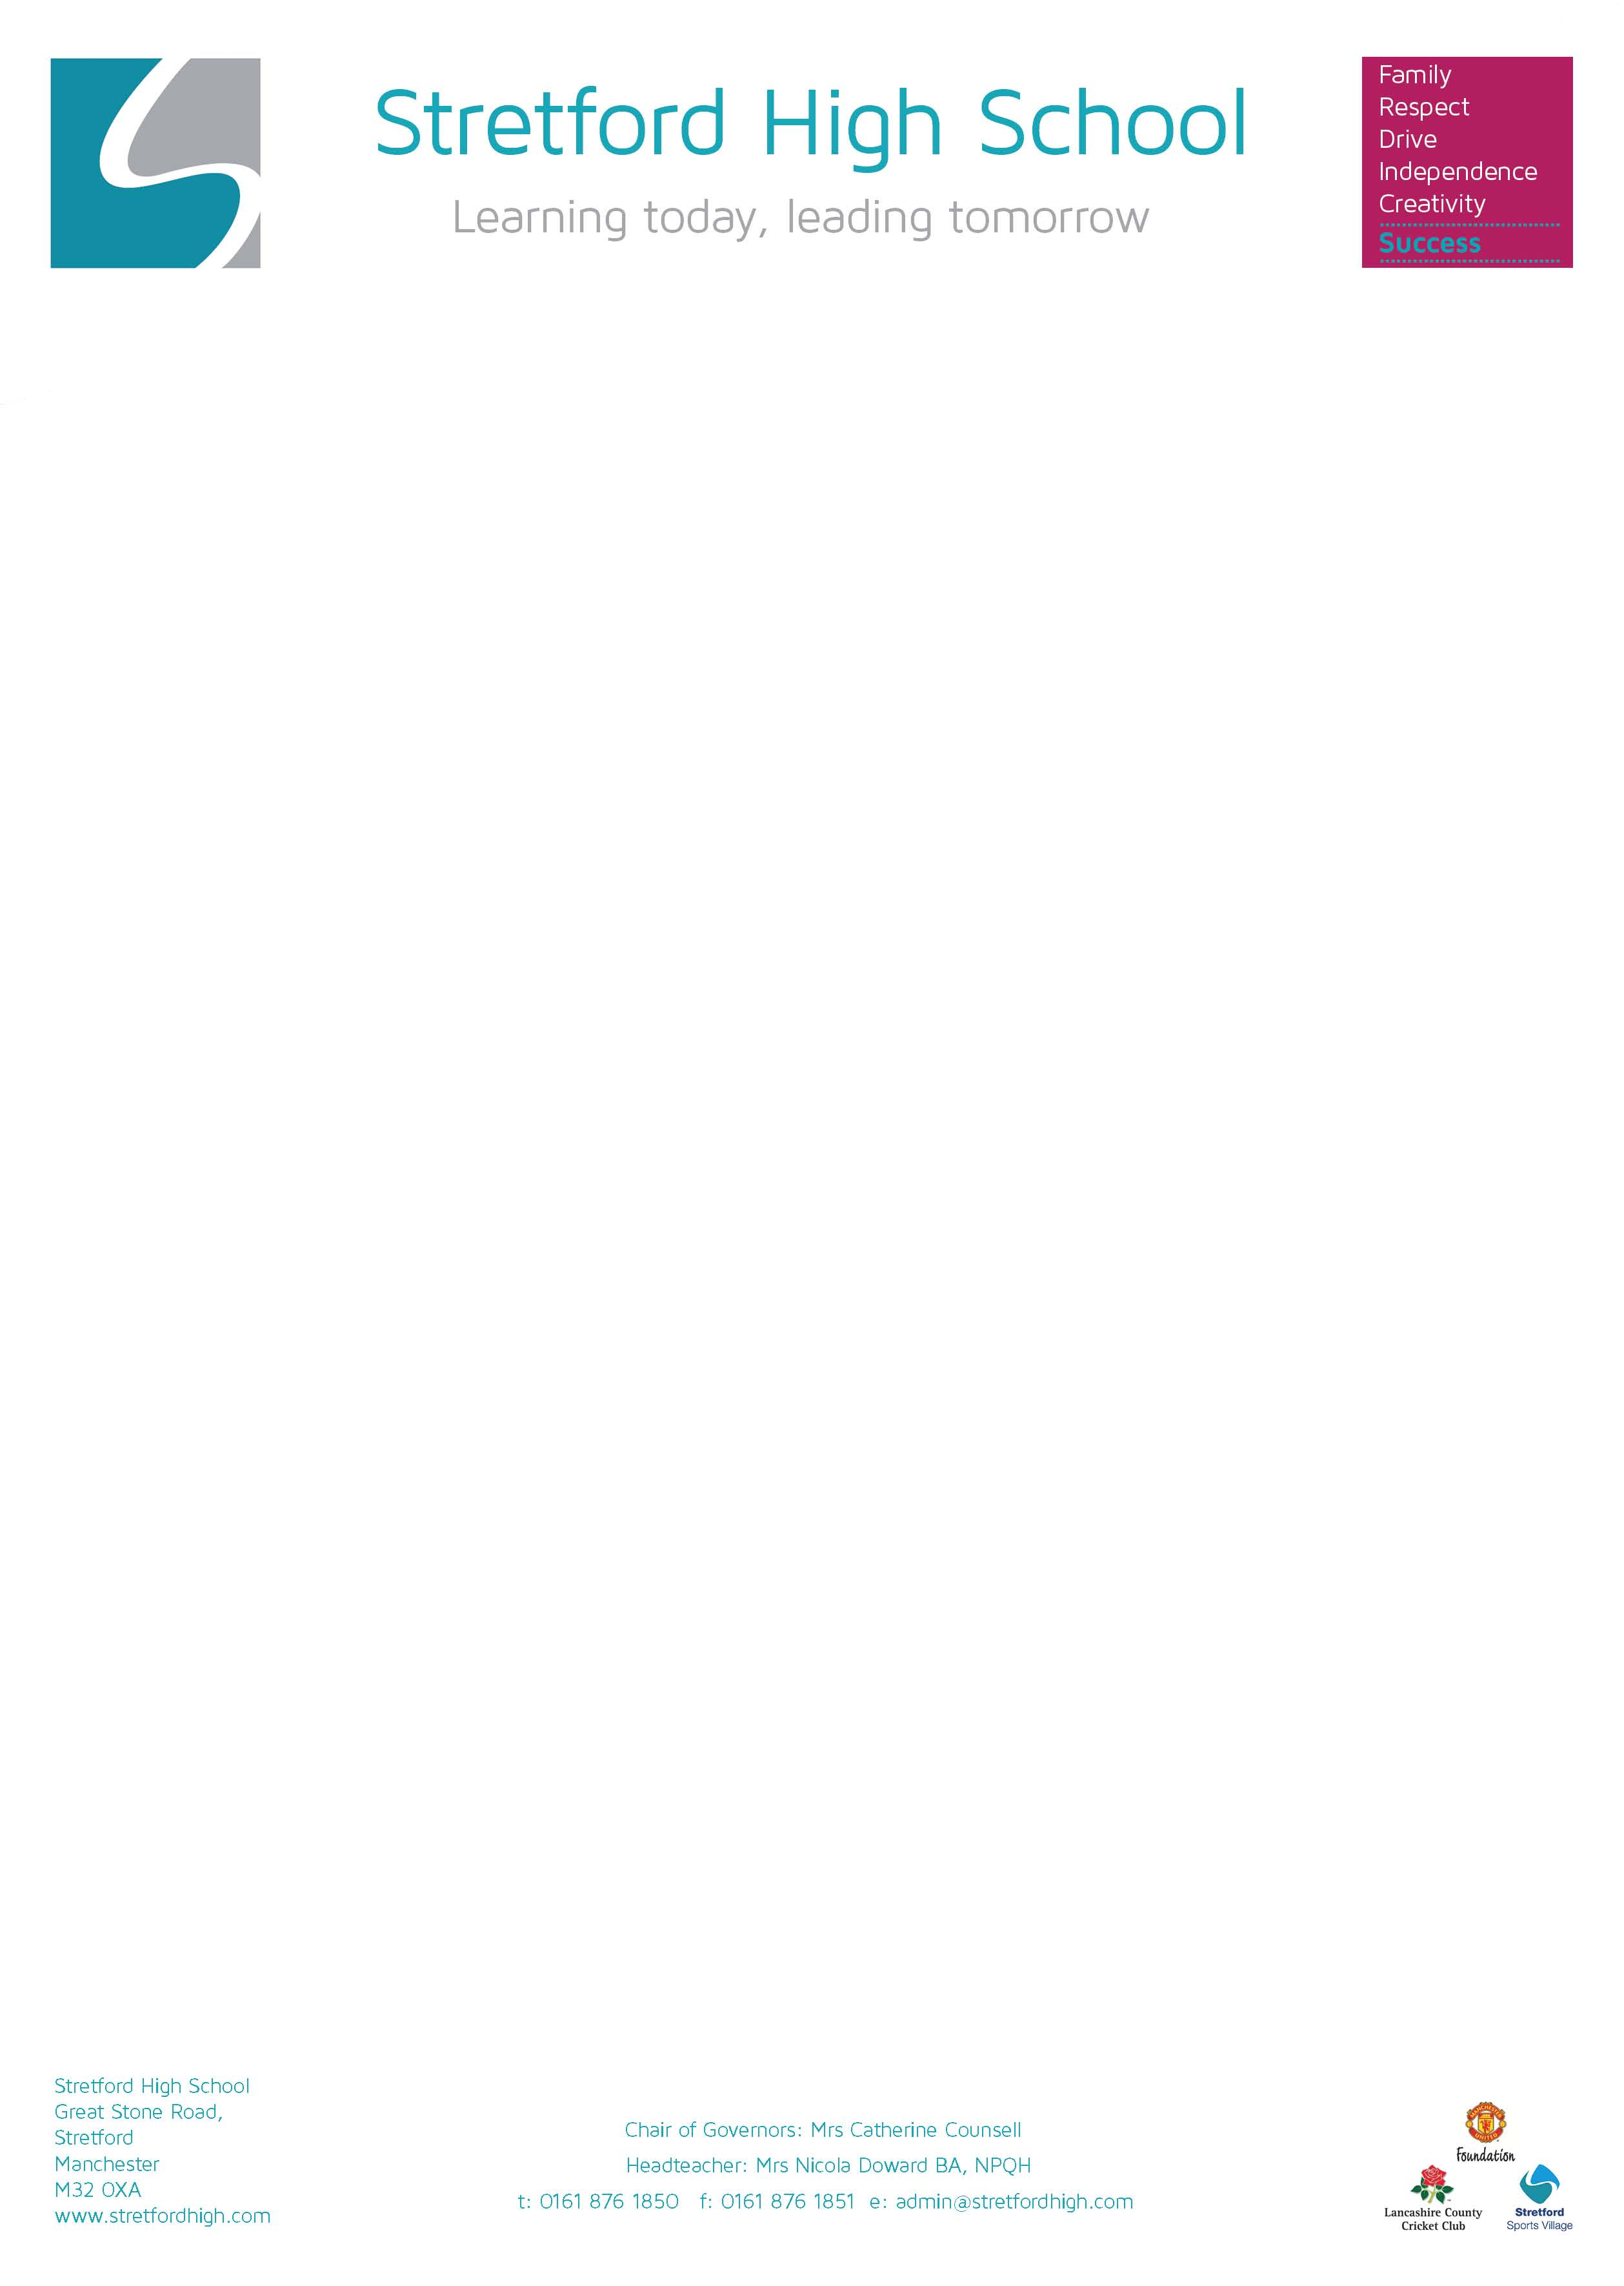 Stretford High School
Learning today, leading tomorrow
Family
Respect
Drive
Independence
Creativity
Success
Stretford High School
Great Stone Road,
Stretford
Manchester
M32 0XA
www.stretfordhigh.com
Chair of Governors: Mrs Catherine Counsell
Headteacher: Mrs Nicola Doward BA, NPQH
t: 0161 876 1850 f: 0161 876 1851 e: admin@stretfordhigh.com
MANCHESTER
UNITED
Foundation
Lancashire County
Cricket Club
Stretford
Sports Village